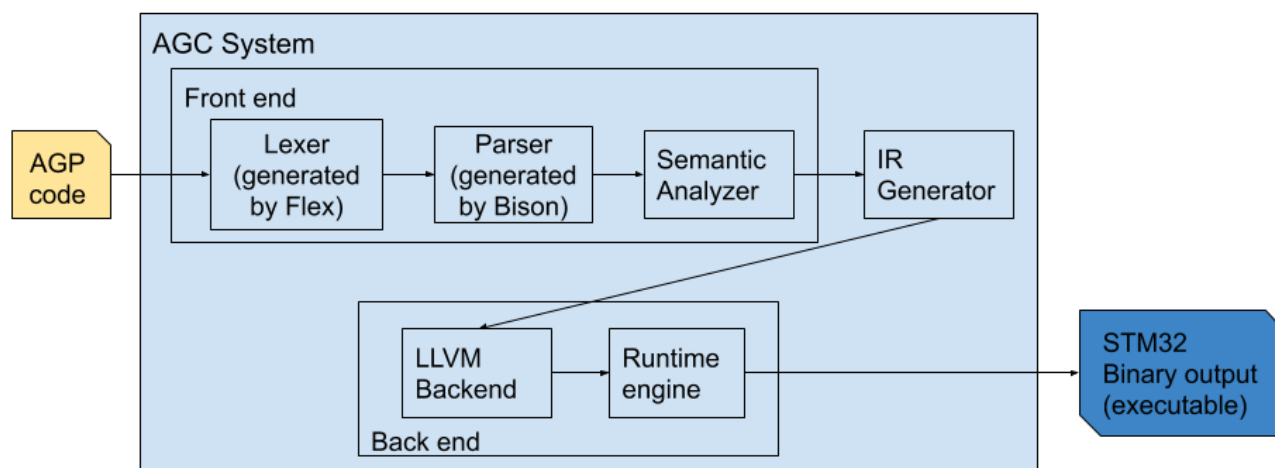 AGC System
Front end
AGP
code
Lexer
(generated
by Flex)
Parser
(generated
by Bison)
Semantic
Analyzer
IR
Generator
LLVM
Backend
Runtime
engine
Back end
STM32
Binary output
(executable)